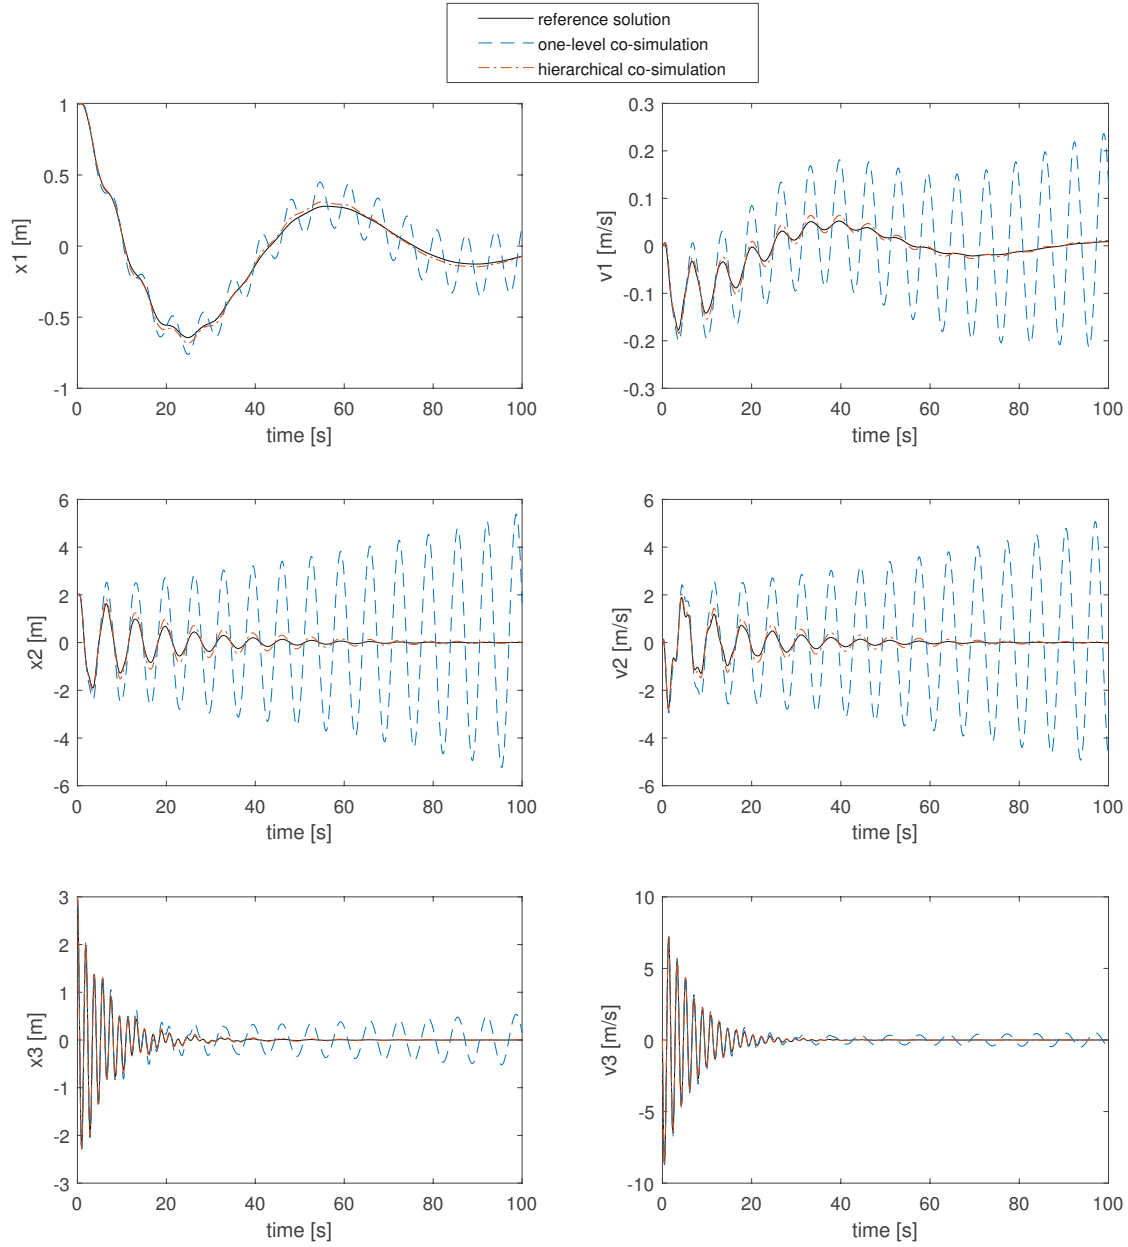 reference solution
one-level co-simulation
hierarchical co-simulation
1
0.5
0
-0.5
-1
x1 [m]
0 20 40 60 80 100
time [s]
0.3
0.2
0.1
0
-0.1
-0.2
-0.3
v1 [m/s]
0 20 40 60 80 100
time [s]
6
4
2
0
-2
-4
-6
x2 [m]
0 20 40 60 80 100
time [s]
6
4
2
0
-2
-4
-6
v2 [m/s]
0 20 40 60 80 100
time [s]
3
2
1
0
-1
-2
-3
x3 [m]
0 20 40 60 80 100
time [s]
10
5
0
-5
-10
v3 [m/s]
0 20 40 60 80 100
time [s]